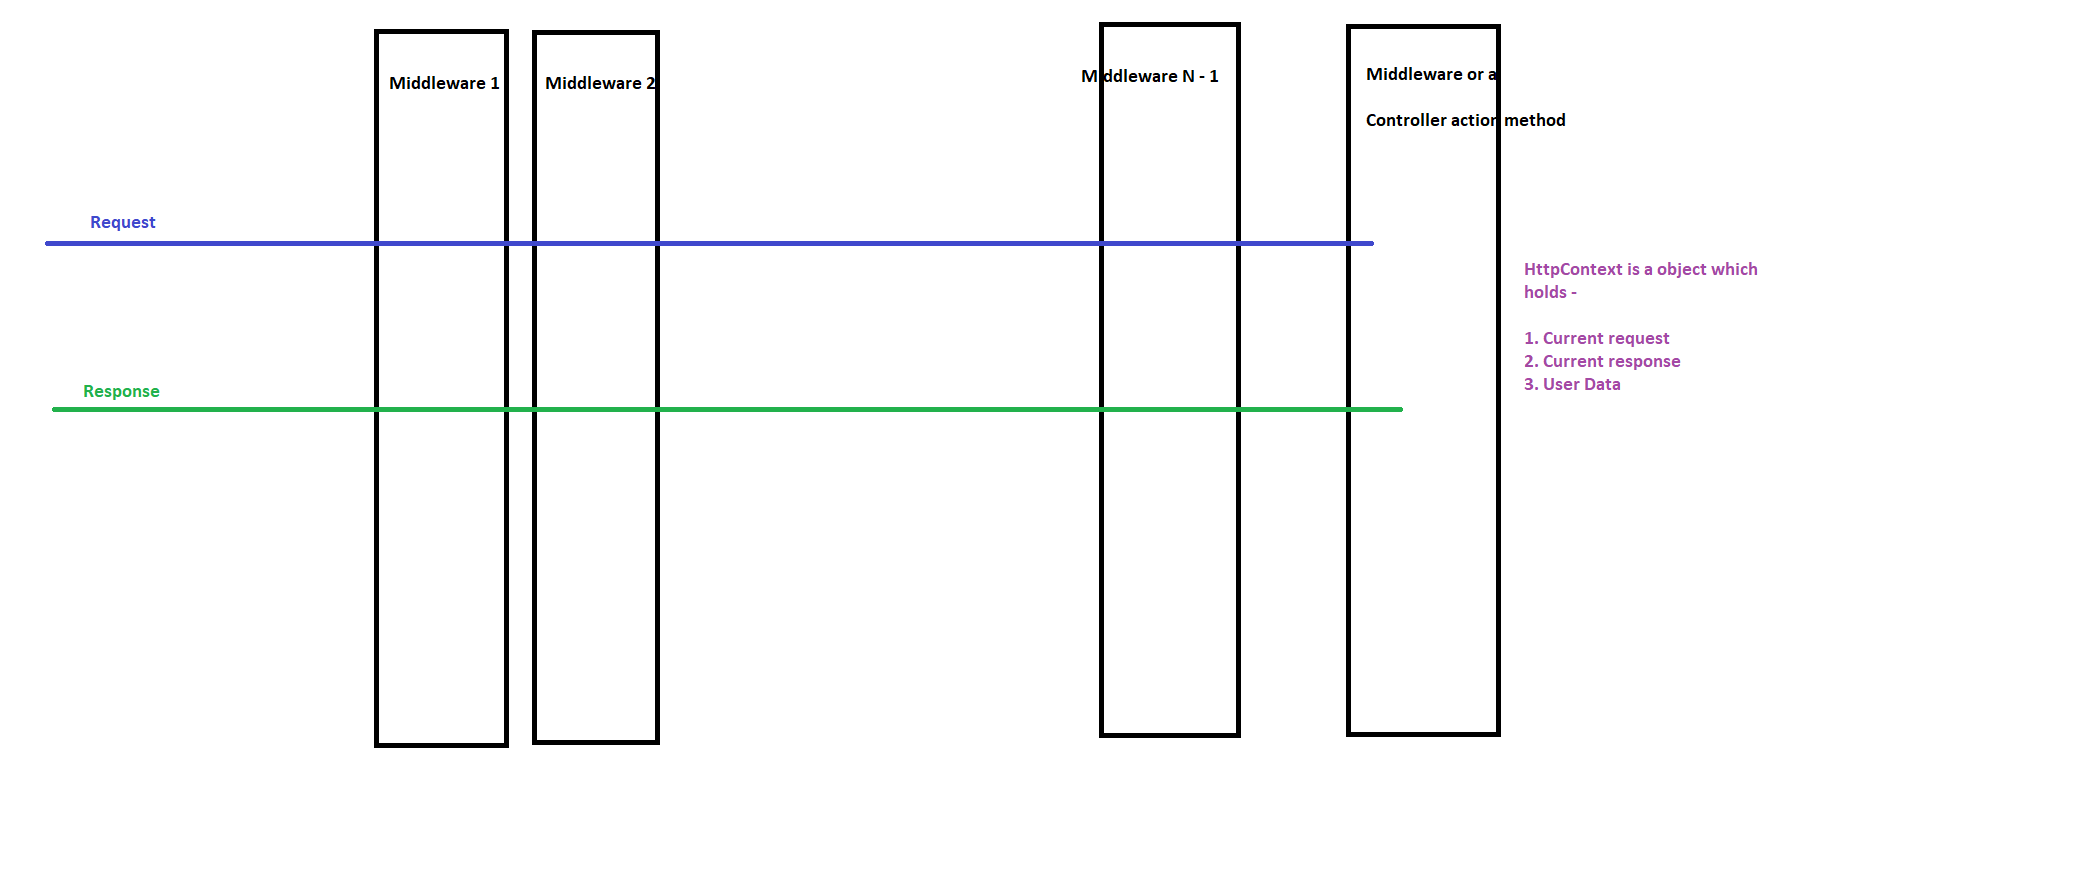 Middleware 1
Middleware 2
Middleware N - 1
Middleware or a
Controller action method
Request
HttpContext is a object which
holds -
1. Current request
2. Current response
3. User Data
Response